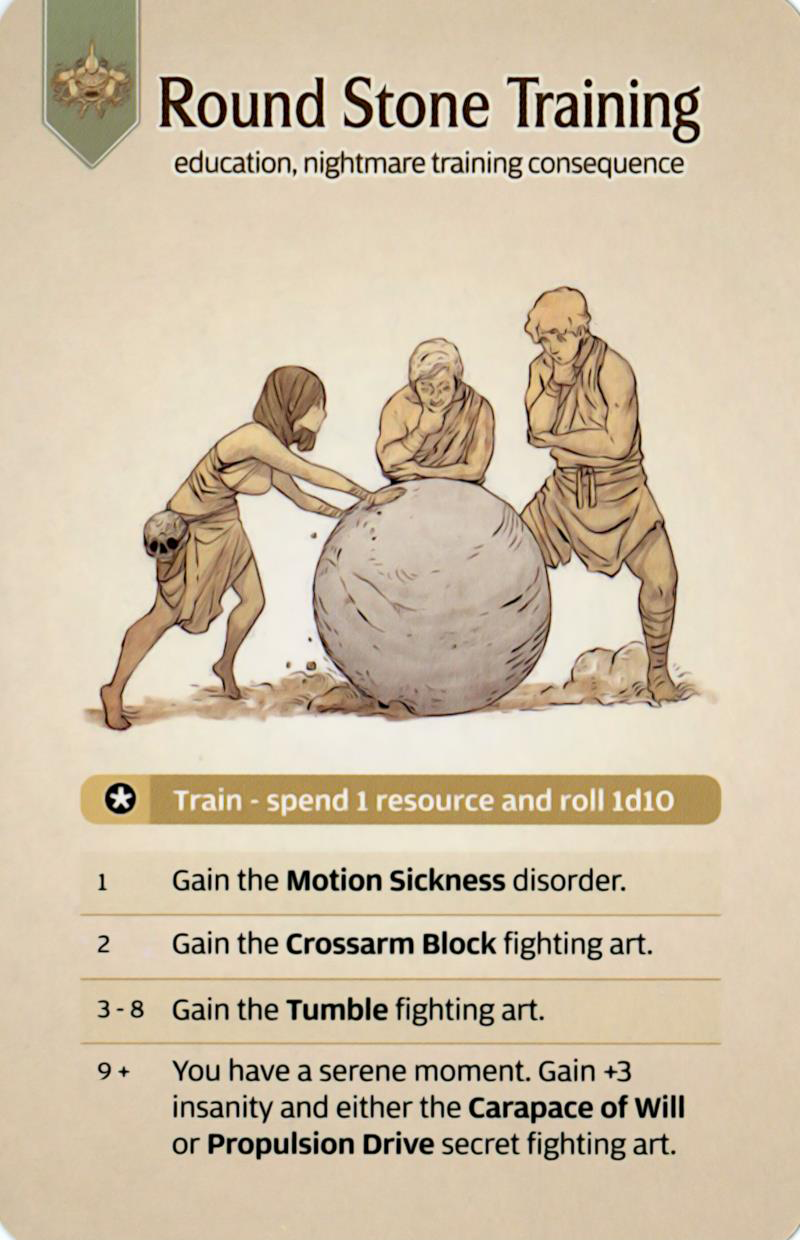 Round Stone Training
education, nightmare training consequence
Train - spend 1 resource and roll 1d10
1 Gain the Motion Sickness disorder.
2 Gain the Crossarm Block fighting art.
3 - 8 Gain the Tumble fighting art.
9 + You have a serene moment. Gain +3
insanity and either the Carapace of Will
or Propulsion Drive secret fighting art.